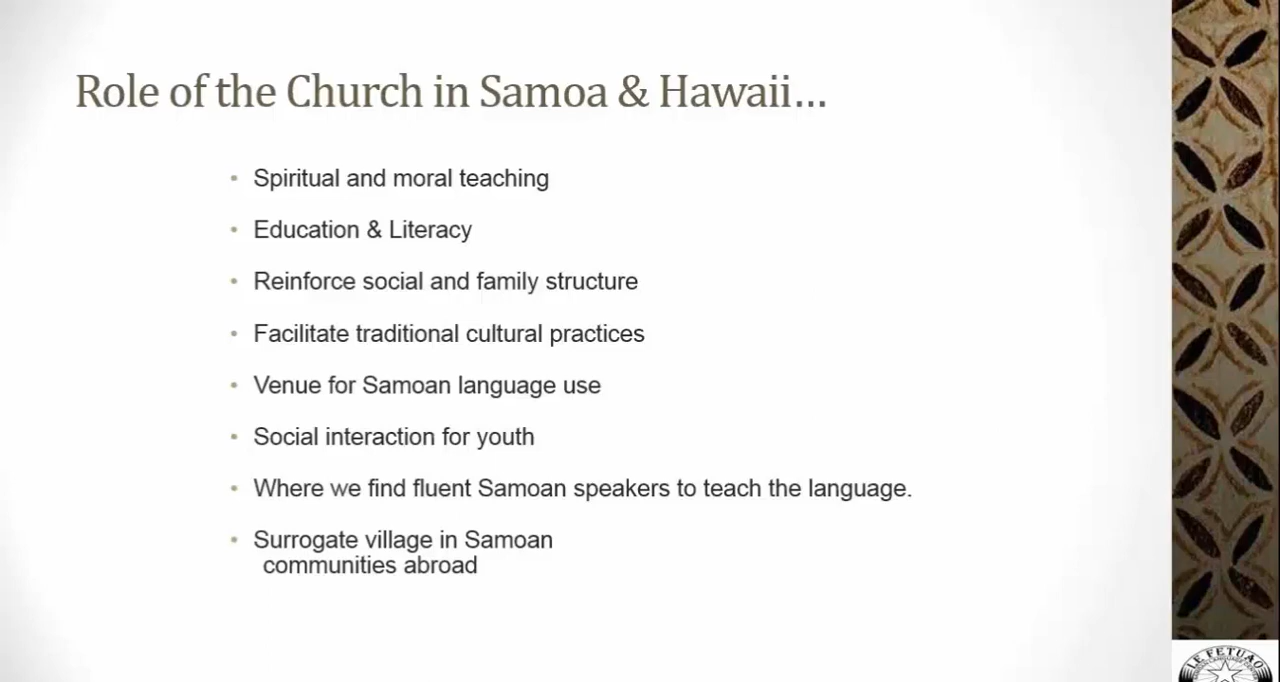 Role of the Church in Samoa & Hawaii...
• Spiritual and moral teaching
• Education & Literacy
• Reinforce social and family structure
• Facilitate traditional cultural practices
• Venue for Samoan language use
• Social interaction for youth
• Where we find fluent Samoan speakers to teach the language.
• Surrogate village in Samoan
communities abroad
LE FETUAO